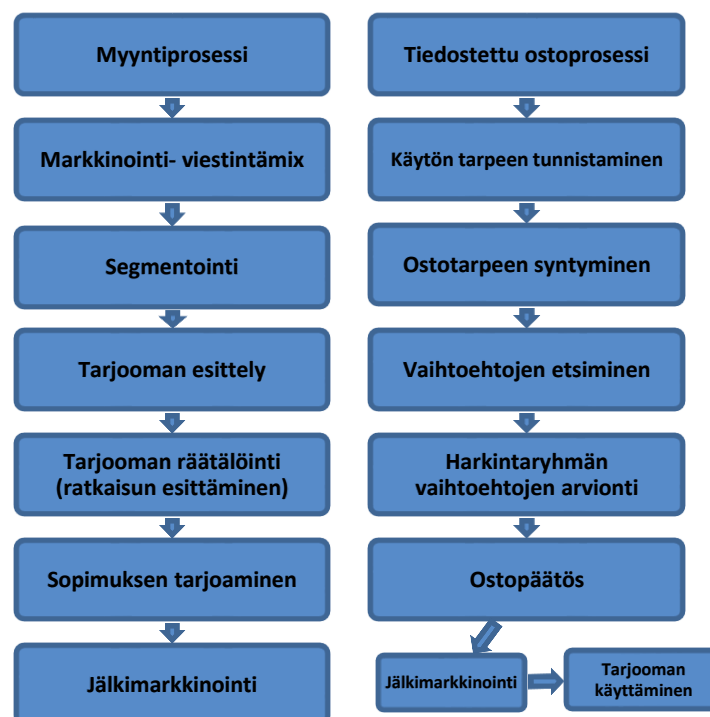 Myyntiprosessi
Markkinointi- viestintämix
Segmentointi
Tarjooman esittely
Tarjooman räätälöinti
(ratkaisun esittäminen)
Sopimuksen tarjoaminen
Jälkimarkkinointi
Tiedostettu ostoprosessi
Käytön tarpeen tunnistaminen
Ostotarpeen syntyminen
Vaihtoehtojen etsiminen
Harkintaryhmän
vaihtoehtojen arvionti
Ostopäätös
Jälkimarkkinointi
Tarjooman
käyttäminen